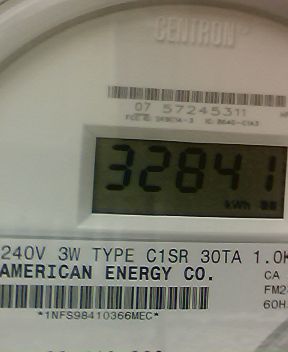 CENTRON
07 57245311
32841
kWh
240V 3W TYPE C1SR 30TA 1.0K
AMERICAN ENERGY CO.
CA
FM2
60H
*1NFS98410366MEC*